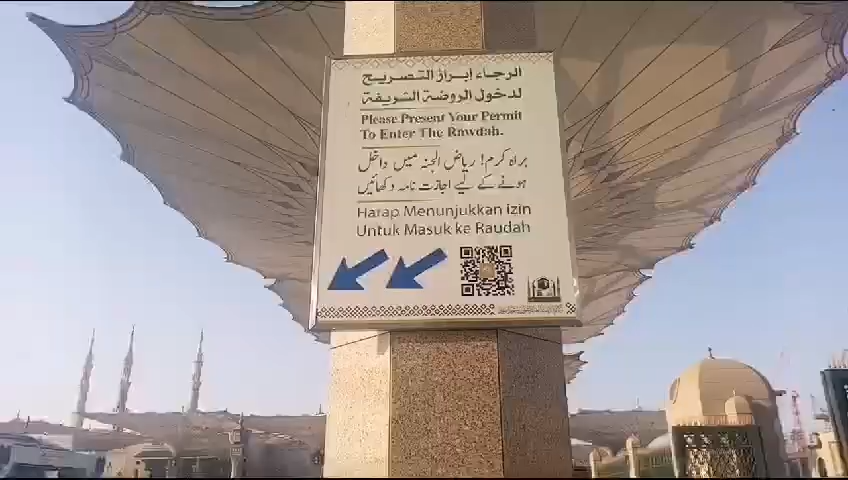 الرجاء إبراز التصريح
لدخول الروضة الشريفة
Please Present Your Permit
To Enter The Rawdah.
براہ کرم! ریاض الجنہ میں داخل
ہونے کے لیے اجازت نامہ دکھائیں
Harap Menunjukkan izin
Untuk Masuk ke Raudah